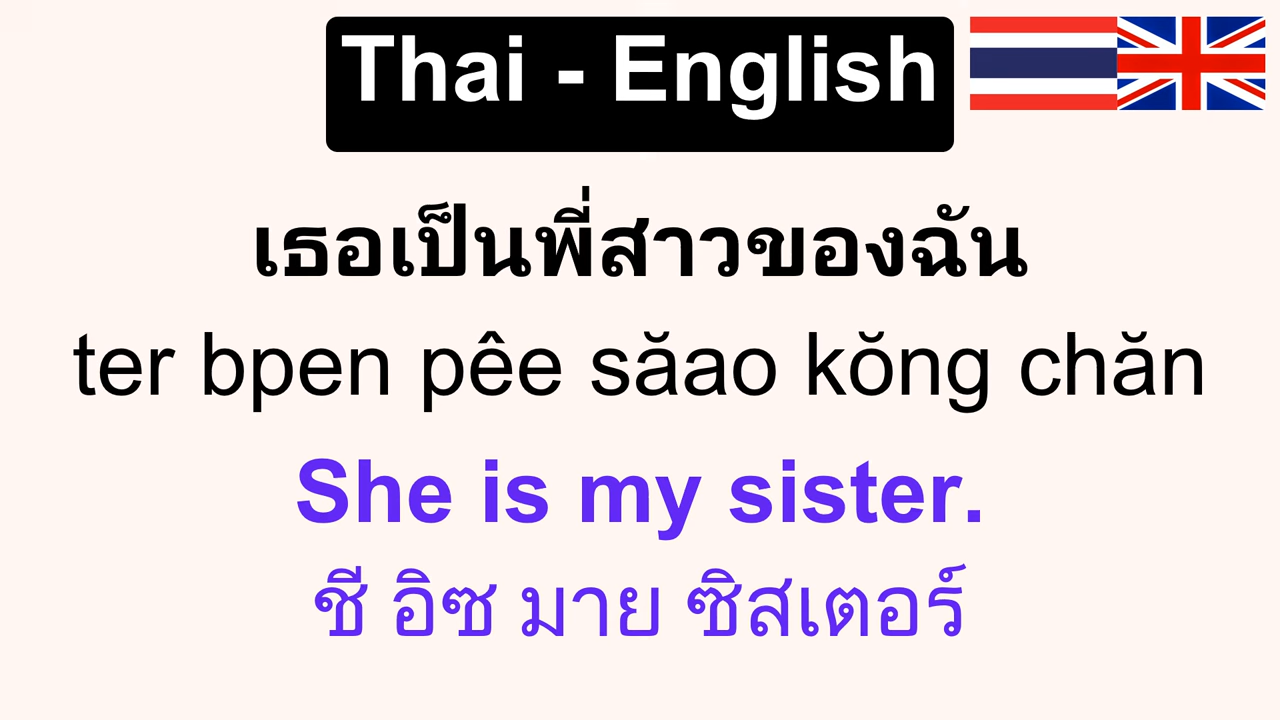 Thai - English
เธอเป็นพี่สาวของฉัน
ter bpen pêe săao kŏng chăn
She is my sister.
ชี อิซ มาย ซิสเตอร์